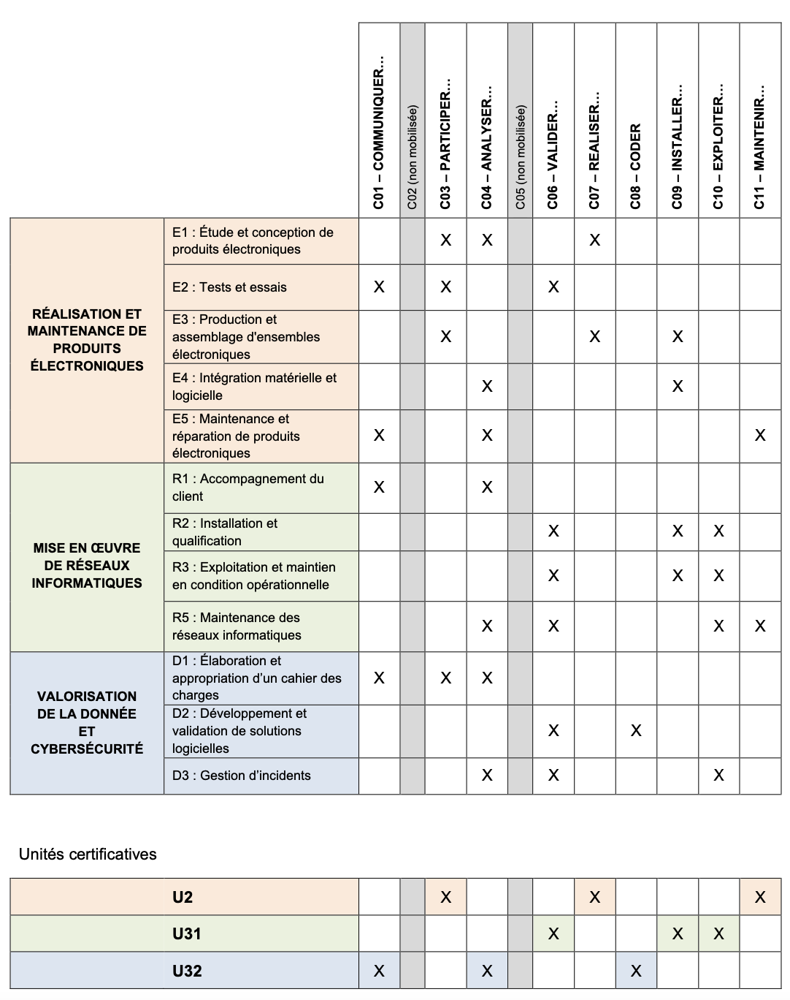 C01 – COMMUNIQUER…
C02 (non mobilisée)
C03 – PARTICIPER…
C04 – ANALYSER…
C05 (non mobilisée)
C06 – VALIDER…
C07 – REALISER…
C08 – CODER
C09 – INSTALLER…
C10 – EXPLOITER…
C11 – MAINTENIR…
RÉALISATION ET
MAINTENANCE DE
PRODUITS
ÉLECTRONIQUES
E1 : Étude et conception de
produits électroniques
X X X
E2 : Tests et essais
X X X
E3 : Production et
assemblage d'ensembles
électroniques
X X X
E4 : Intégration matérielle et
logicielle
X X
E5 : Maintenance et
réparation de produits
électroniques
X X X
MISE EN ŒUVRE
DE RÉSEAUX
INFORMATIQUES
R1 : Accompagnement du
client
X X
R2 : Installation et
qualification
X X X
R3 : Exploitation et maintien
en condition opérationnelle
X X X
R5 : Maintenance des
réseaux informatiques
X X X X
VALORISATION
DE LA DONNÉE
ET
CYBERSÉCURITÉ
D1 : Élaboration et
appropriation d’un cahier des
charges
X X X
D2 : Développement et
validation de solutions
logicielles
X X
D3 : Gestion d’incidents
X X X
Unités certificatives
U2 X X X
U31 X X X
U32 X X X